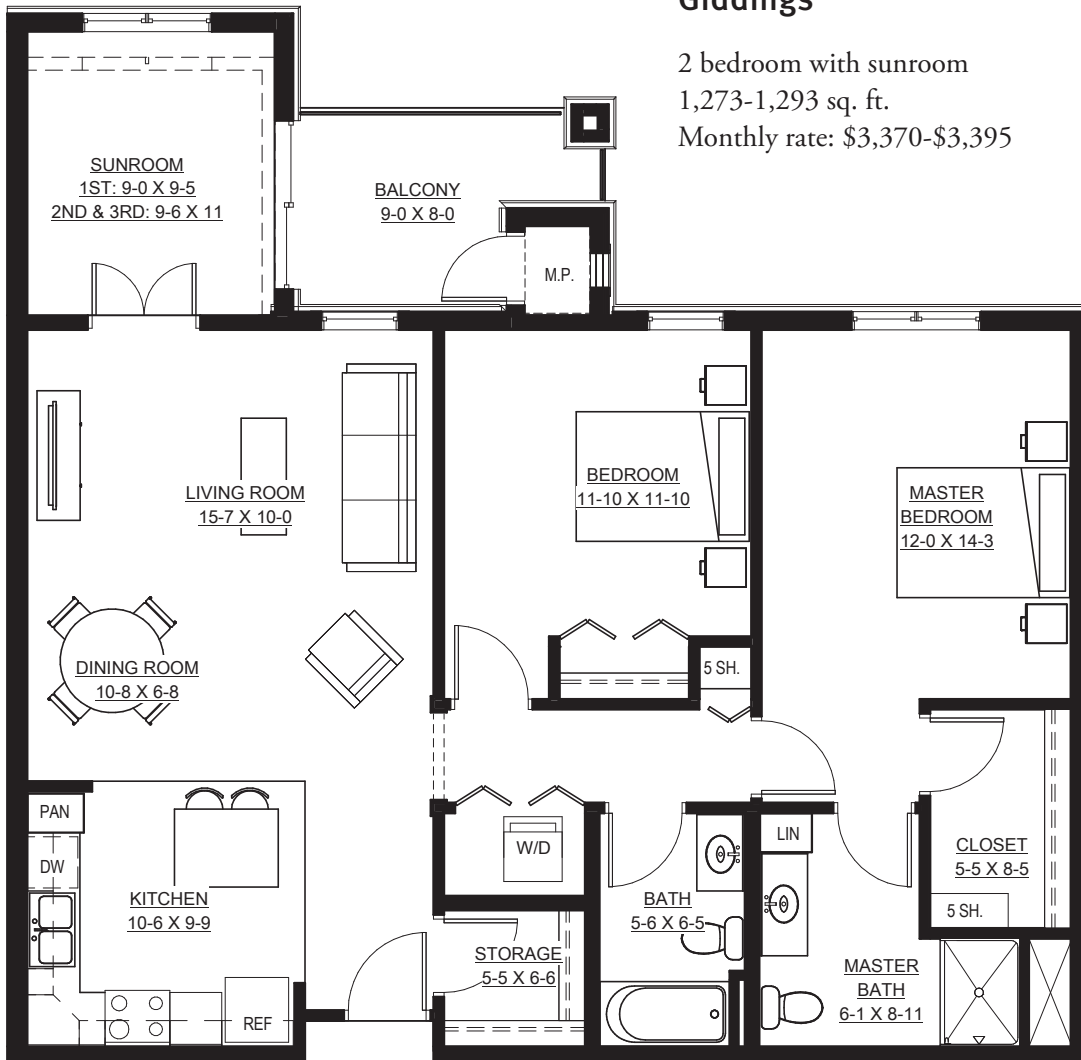 Giddings
2 bedroom with sunroom
1,273-1,293 sq. ft.
Monthly rate: $3,370-$3,395
SUNROOM
1ST: 9-0 X 9-5
2ND & 3RD: 9-6 X 11
BALCONY
9-0 X 8-0
M.P.
LIVING ROOM
15-7 X 10-0
BEDROOM
11-10 X 11-10
MASTER
BEDROOM
12-0 X 14-3
DINING ROOM
10-8 X 6-8
5 SH.
PAN
DW
KITCHEN
10-6 X 9-9
REF
W/D
STORAGE
5-5 X 6-6
BATH
5-6 X 6-5
LIN
MASTER
BATH
6-1 X 8-11
CLOSET
5-5 X 8-5
5 SH.